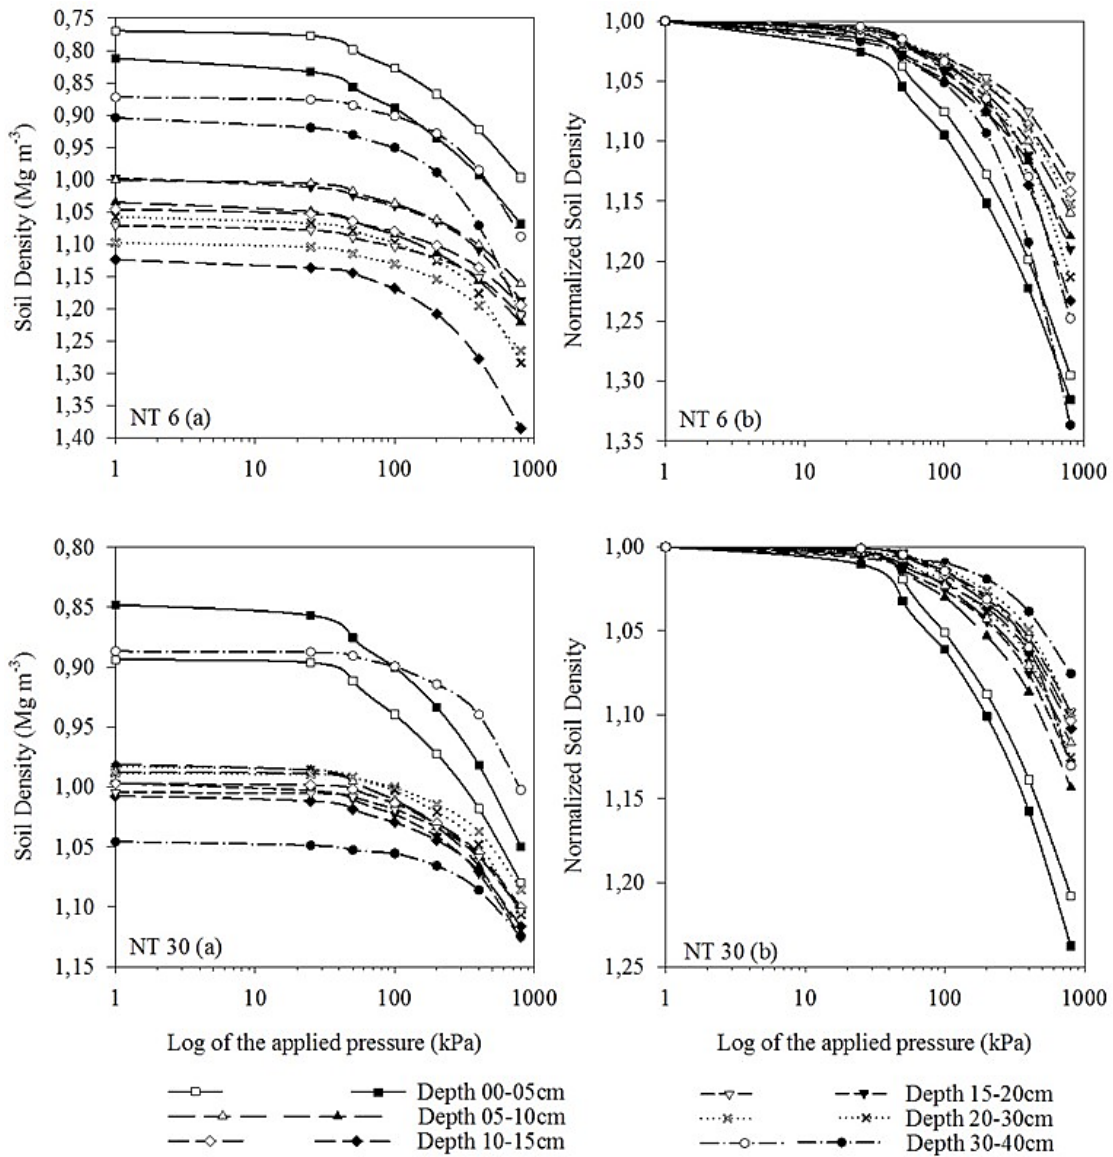 0,75
0,80
0,85
0,90
0,95
1,00
1,05
1,10
1,15
1,20
1,25
1,30
1,35
1,40
Soil Density (Mg m-3)
NT 6 (a)
1 10 100 1000
1,00
1,05
1,10
1,15
1,20
1,25
1,30
1,35
Normalized Soil Density
NT 6 (b)
1 10 100 1000
0,80
0,85
0,90
0,95
1,00
1,05
1,10
1,15
Soil Density (Mg m-3)
NT 30 (a)
1 10 100 1000
Log of the applied pressure (kPa)
1,00
1,05
1,10
1,15
1,20
1,25
Normalized Soil Density
NT 30 (b)
1 10 100 1000
Log of the applied pressure (kPa)
Depth 00-05cm
Depth 05-10cm
Depth 10-15cm
Depth 15-20cm
Depth 20-30cm
Depth 30-40cm